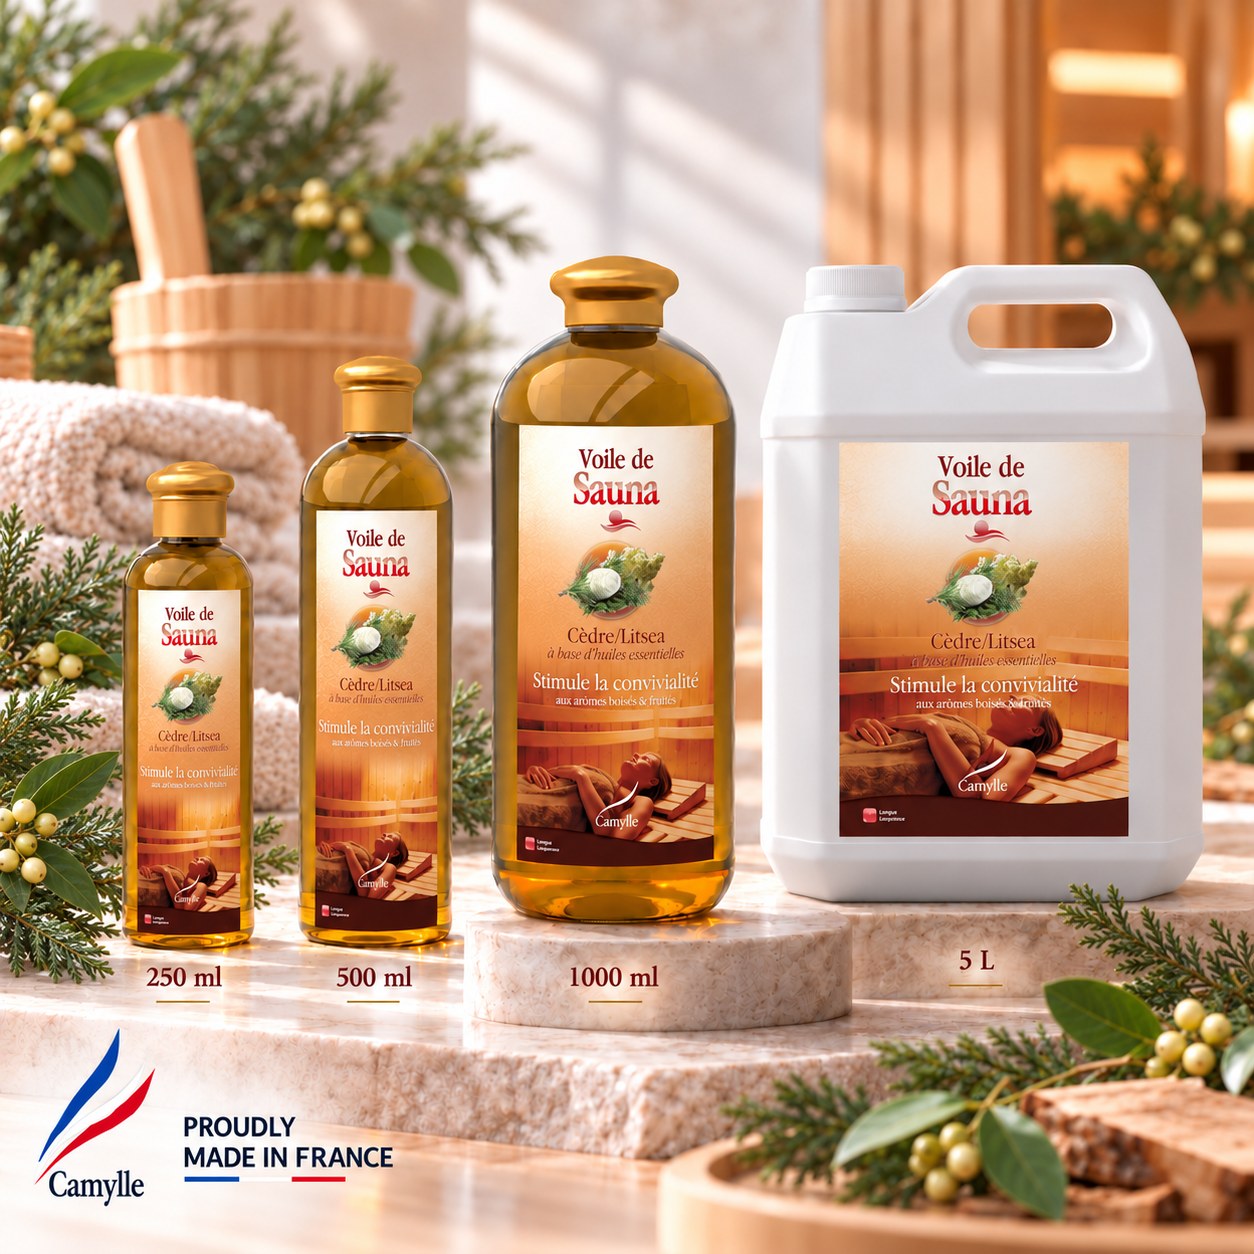 Voile de
Sauna
Cèdre/Litsea
à base d'huiles essentielles
Stimule la convivialité
aux arômes boisés & fruités
Camylle
Voile de
Sauna
Cèdre/Litsea
à base d'huiles essentielles
Stimule la convivialité
aux arômes boisés & fruités
Camylle
Voile de
Sauna
Cèdre/Litsea
à base d'huiles essentielles
Stimule la convivialité
aux arômes boisés & fruités
Camylle
Voile de
Sauna
Cèdre/Litsea
à base d'huiles essentielles
Stimule la convivialité
aux arômes boisés & fruités
Camylle
250 ml
500 ml
1000 ml
5 L
Camylle
PROUDLY
MADE IN FRANCE